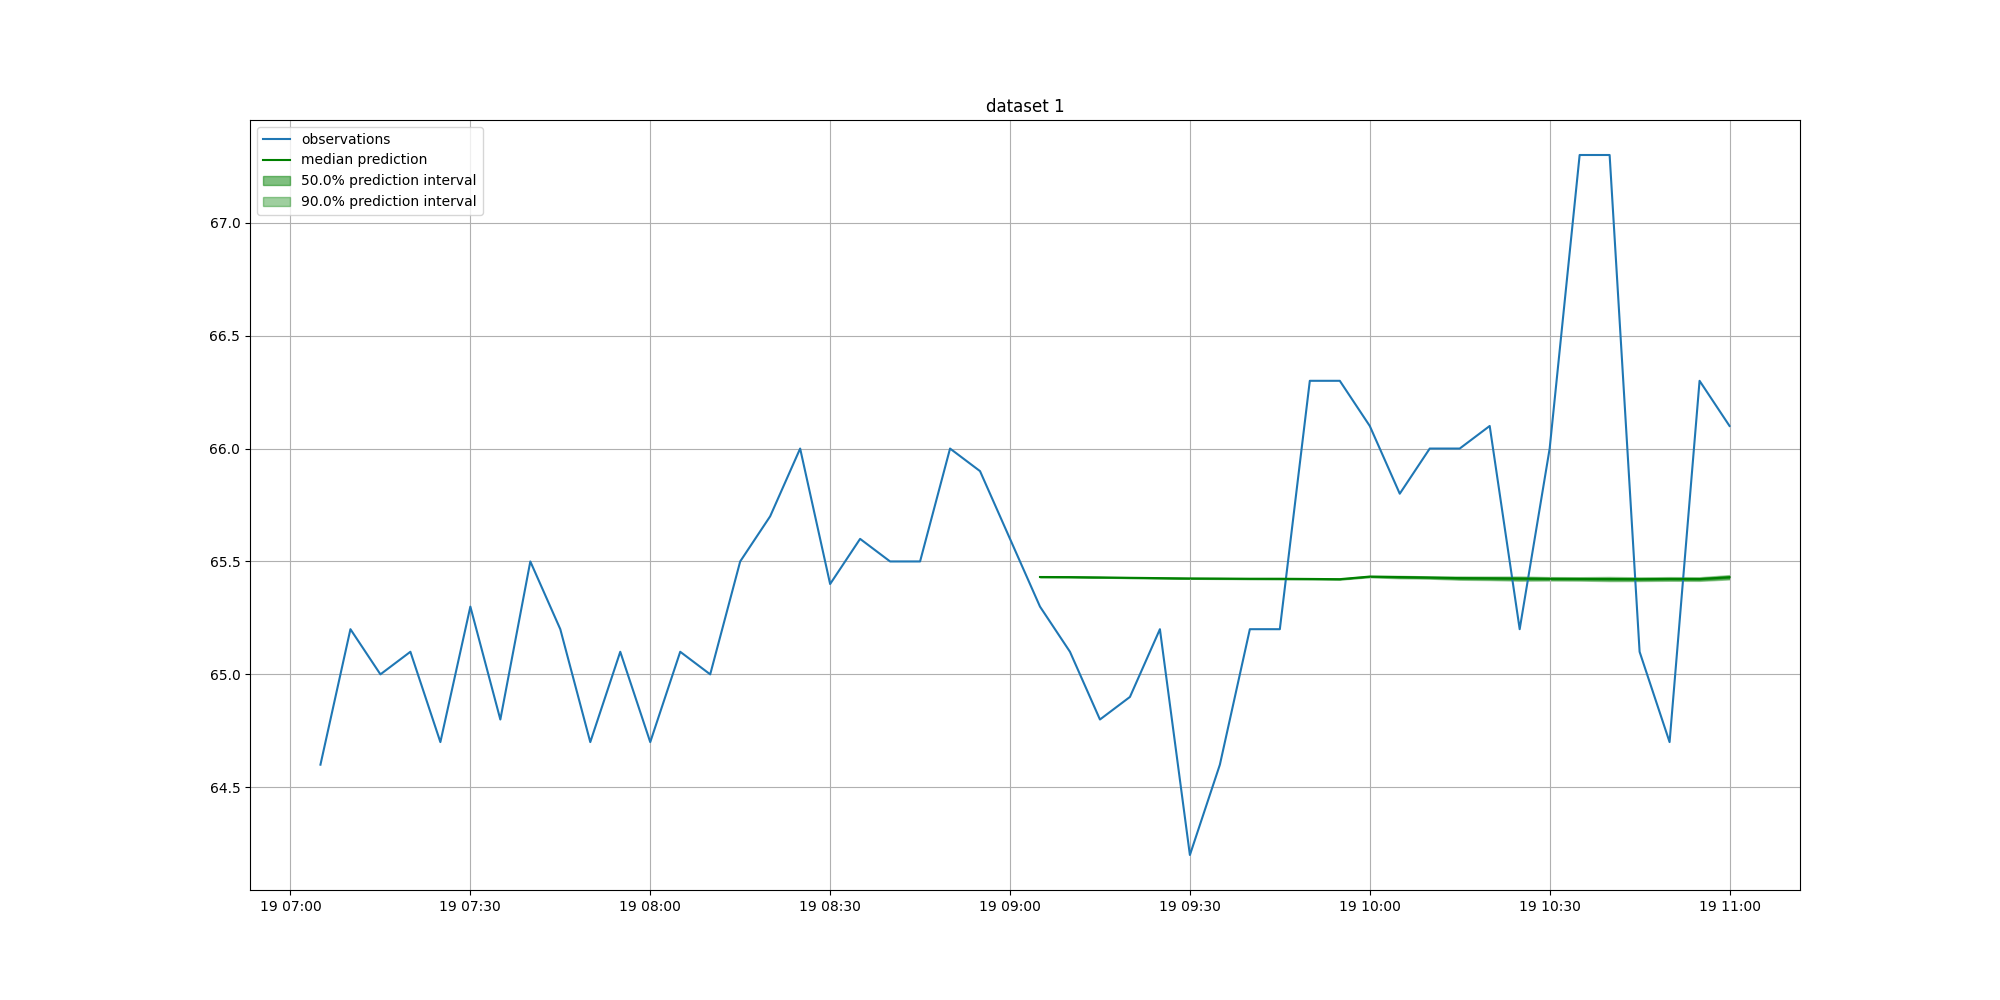 dataset 1
observations
median prediction
50.0% prediction interval
90.0% prediction interval
67.0
66.5
66.0
65.5
65.0
64.5
19 07:00 19 07:30 19 08:00 19 08:30 19 09:00 19 09:30 19 10:00 19 10:30 19 11:00